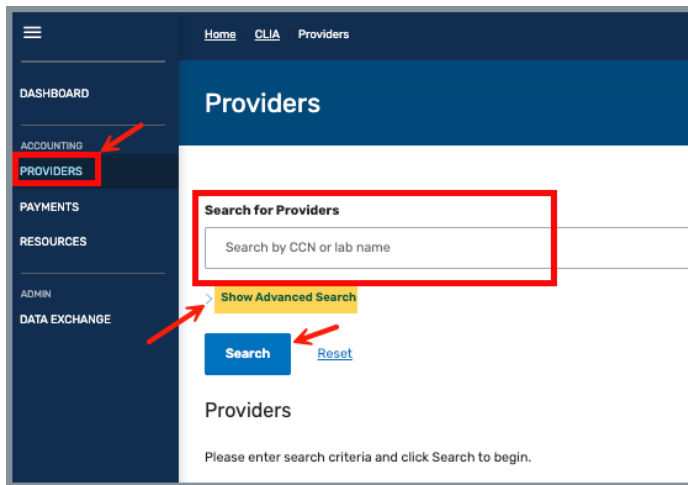 Home CLIA Providers
DASHBOARD
ACCOUNTING
PROVIDERS
PAYMENTS
RESOURCES
ADMIN
DATA EXCHANGE
Providers
Search for Providers
Search by CCN or lab name
Show Advanced Search
Search Reset
Providers
Please enter search criteria and click Search to begin.